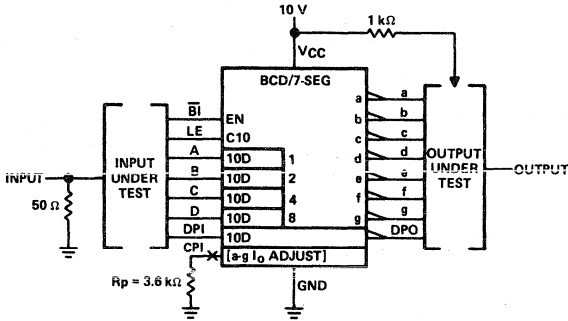 10 V
1 kΩ
VCC
BCD/7-SEG
BI EN
LE C10
A 10D 1
B 10D 2
C 10D 4
D 10D 8
DPI 10D
CPI [a-g IO ADJUST]
a a
b b
c c
d d
e e
f f
g g
DPO
INPUT
50 Ω
INPUT
UNDER
TEST
OUTPUT
UNDER
TEST
OUTPUT
Rp = 3.6 kΩ
GND